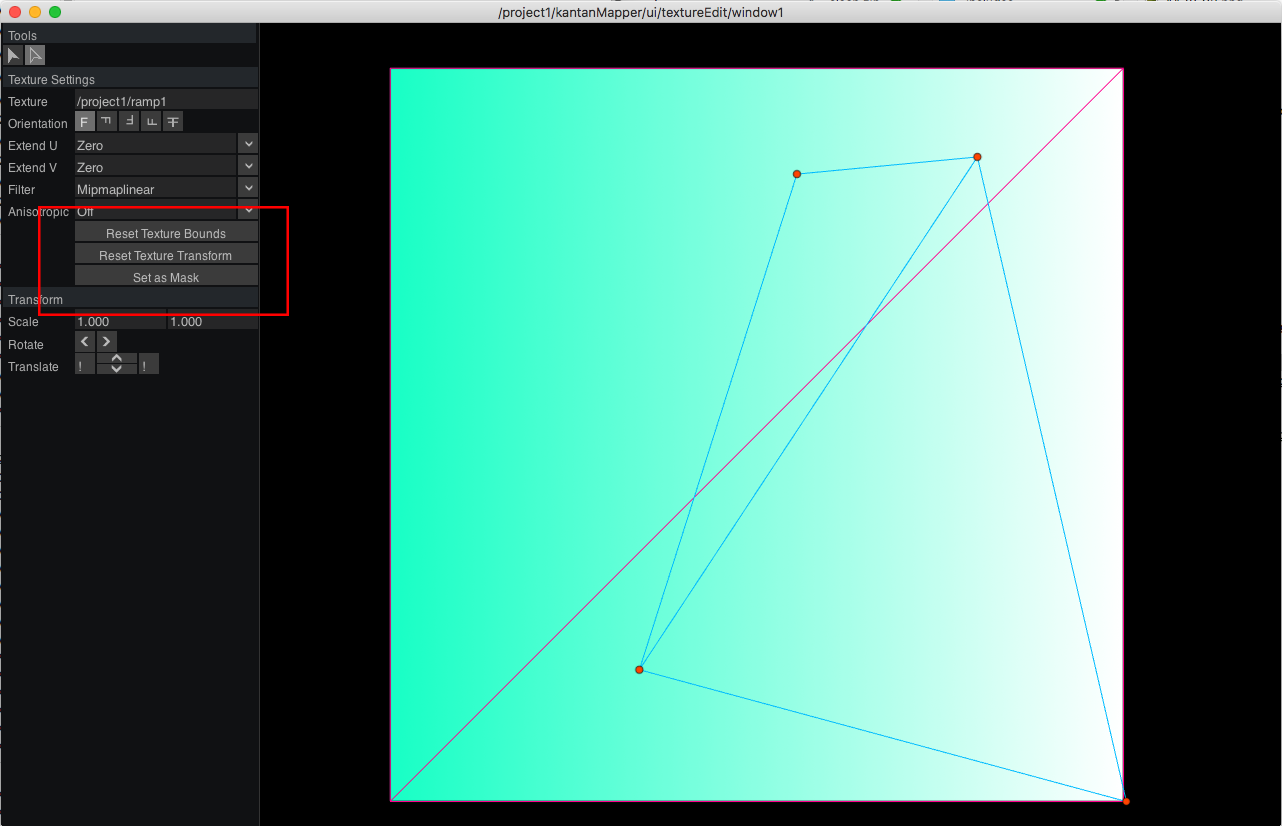 /project1/kantanMapper/ui/textureEdit/window1
Tools
Texture Settings
Texture /project1/ramp1
Orientation F F F F F
Extend U Zero
Extend V Zero
Filter Mipmaplinear
Anisotropic Off
Reset Texture Bounds
Reset Texture Transform
Set as Mask
Transform
Scale 1.000 1.000
Rotate < >
Translate ! !